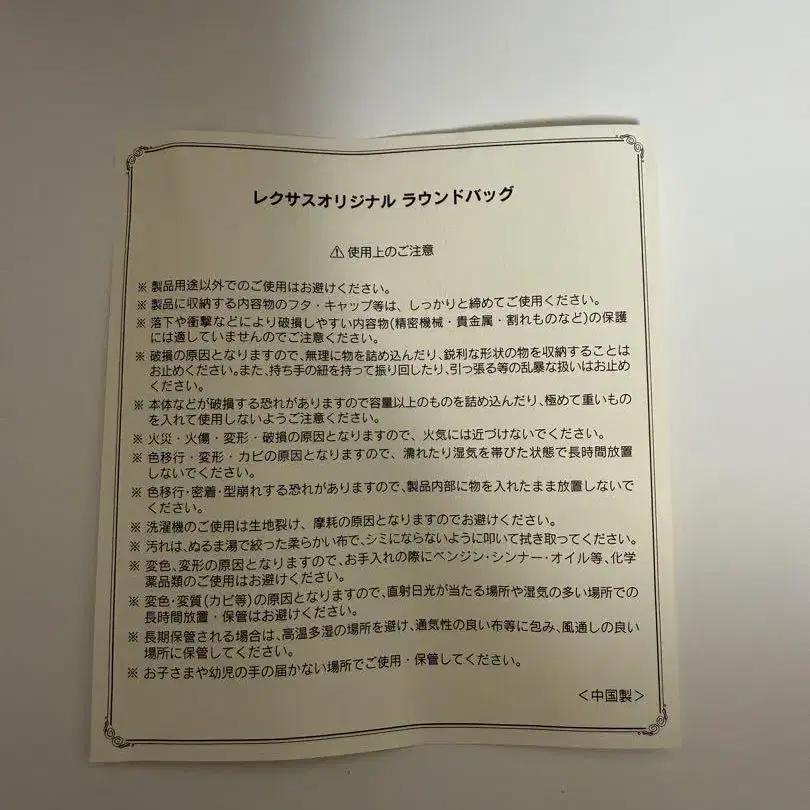 レクサスオリジナル ラウンドバッグ
⚠ 使用上のご注意
※ 製品用途以外でのご使用はお避けください。
※ 製品に収納する内容物のフタ・キャップ等は、しっかりと締めてご使用ください。
※ 落下や衝撃などにより破損しやすい内容物(精密機械・貴金属・割れものなど)の保護
には適していませんのでご注意ください。
※ 破損の原因となりますので、無理に物を詰め込んだり、鋭利な形状の物を収納することは
お止めください。また、持ち手の紐を持って振り回したり、引っ張る等の乱暴な扱いはお止め
ください。
※ 本体などが破損する恐れがありますので容量以上のものを詰め込んだり、極めて重いもの
を入れて使用しないようご注意ください。
※ 火災・火傷・変形・破損の原因となりますので、火気には近づけないでください。
※ 色移行・変形・カビの原因となりますので、濡れたり湿気を帯びた状態で長時間放置
しないでください。
※ 色移行・密着・型崩れする恐れがありますので、製品内部に物を入れたまま放置しないで
ください。
※ 洗濯機のご使用は生地裂け、摩耗の原因となりますのでお避けください。
※ 汚れは、ぬるま湯で絞った柔らかい布で、シミにならないように叩いて拭き取ってください。
※ 変色、変形の原因となりますので、お手入れの際にベンジン・シンナー・オイル等、化学
薬品類のご使用はお避けください。
※ 変色・変質(カビ等)の原因となりますので、直射日光が当たる場所や湿気の多い場所での
長時間放置・保管はお避けください。
※ 長期保管される場合は、高温多湿の場所を避け、通気性の良い布等に包み、風通しの良い
場所に保管してください。
※ お子さまや幼児の手の届かない場所でご使用・保管してください。
＜中国製＞